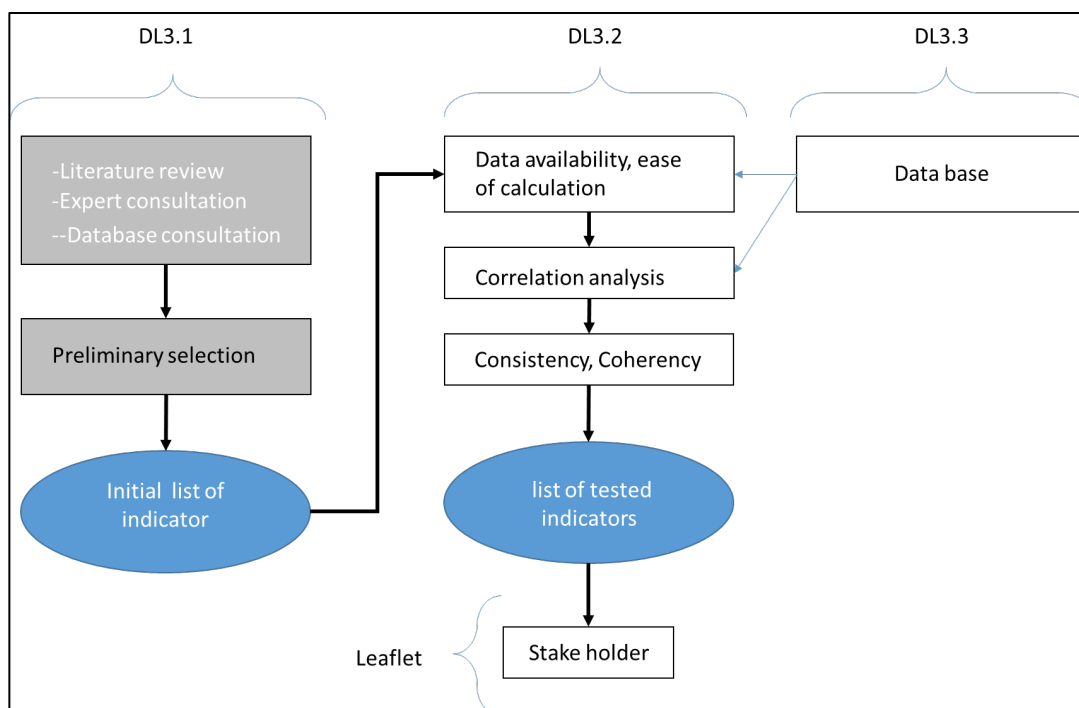 DL3.1
DL3.2
DL3.3
-Literature review
-Expert consultation
--Database consultation
Preliminary selection
Initial list of
indicator
Data availability, ease
of calculation
Correlation analysis
Consistency, Coherency
list of tested
indicators
Leaflet
Stake holder
Data base